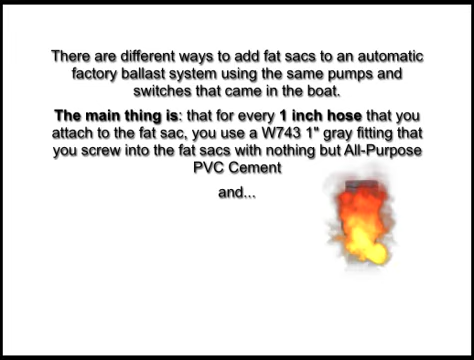 There are different ways to add fat sacs to an automatic
factory ballast system using the same pumps and
switches that came in the boat.
The main thing is: that for every 1 inch hose that you
attach to the fat sac, you use a W743 1" gray fitting that
you screw into the fat sacs with nothing but All-Purpose
PVC Cement
and...